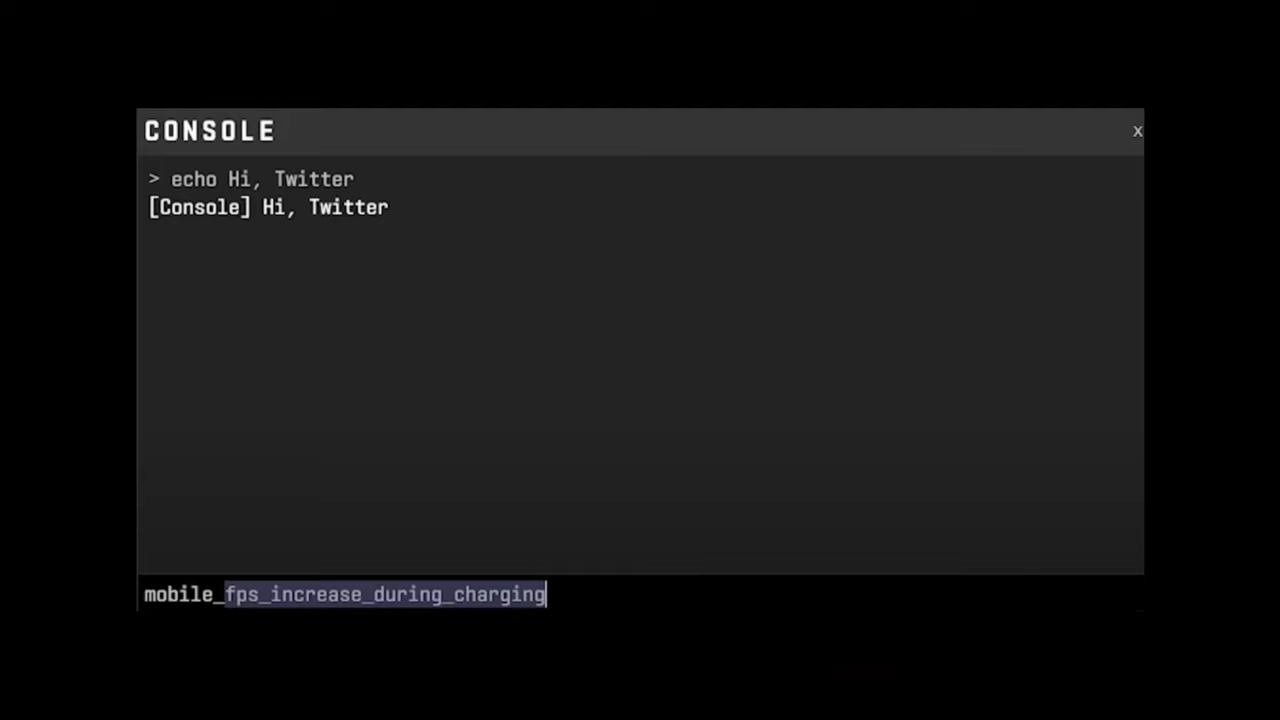 CONSOLE
x
> echo Hi, Twitter
[Console] Hi, Twitter
mobile_fps_increase_during_charging